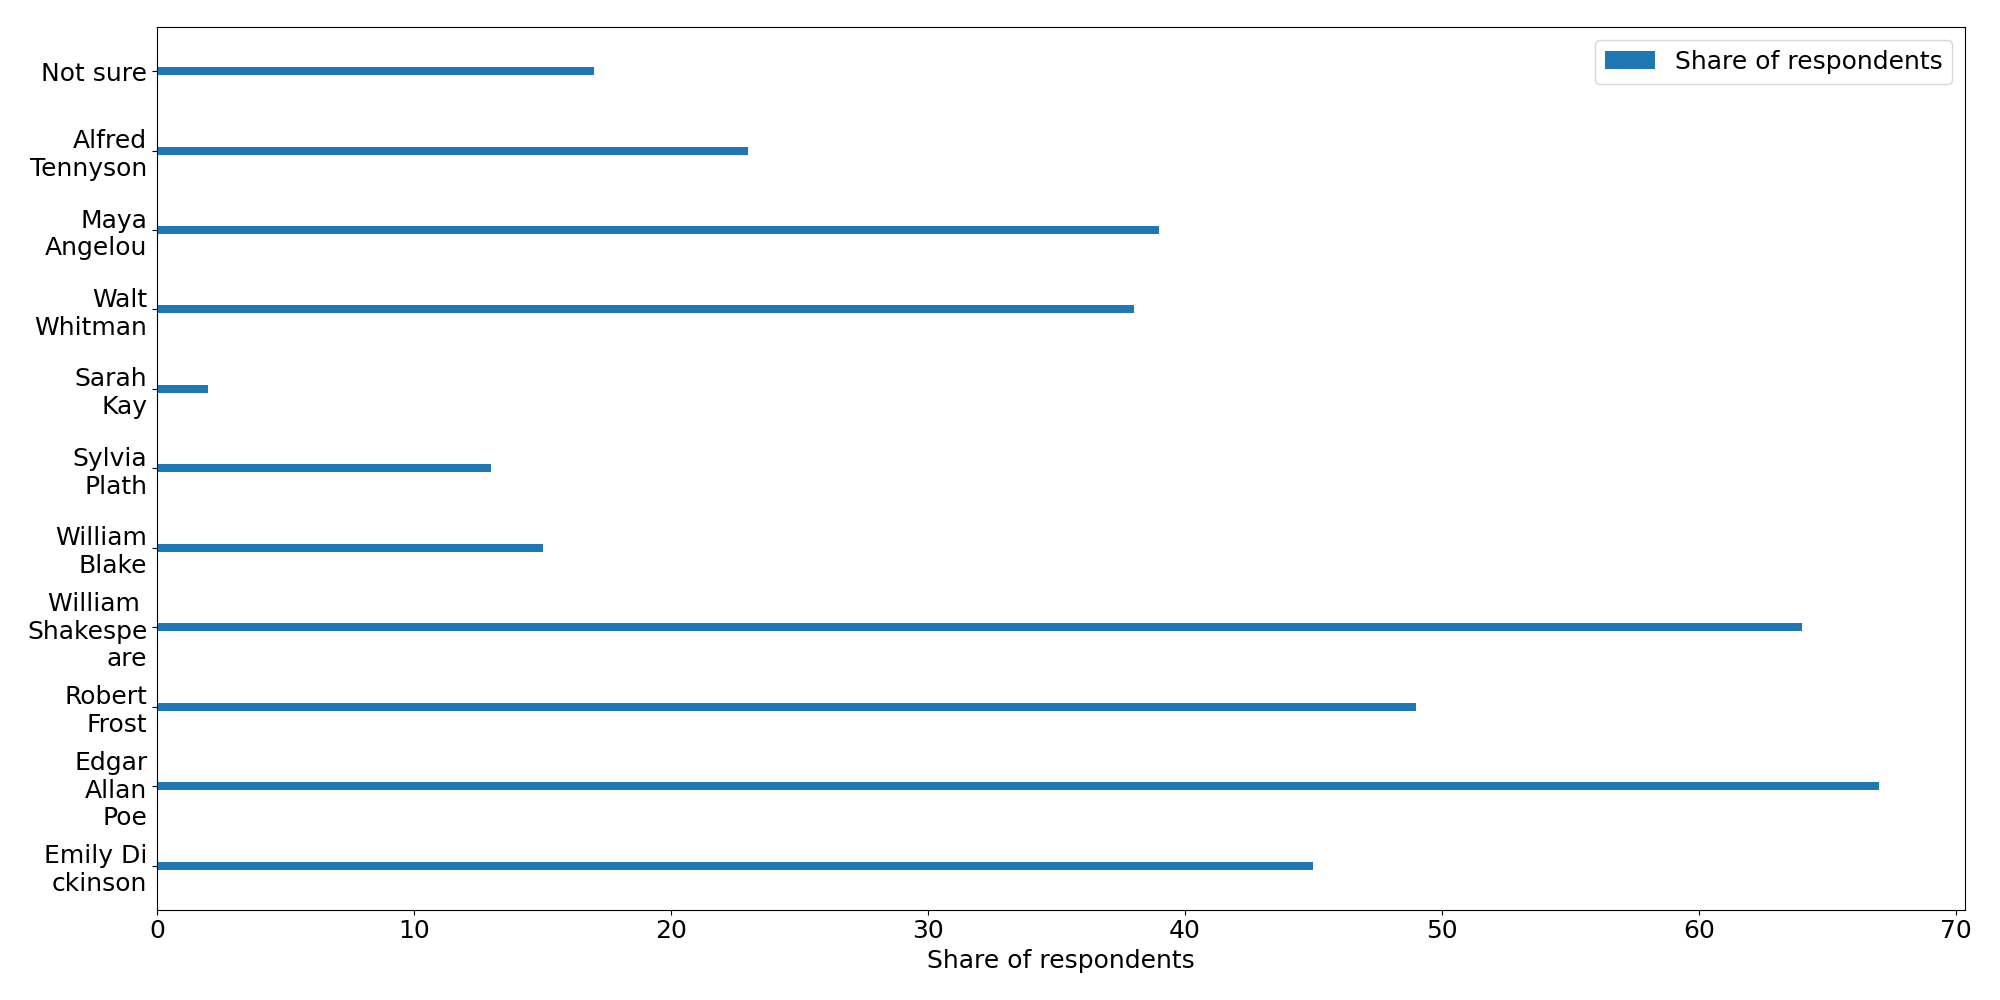 Share of respondents
Not sure
Alfred
Tennyson
Maya
Angelou
Walt
Whitman
Sarah
Kay
Sylvia
Plath
William
Blake
William
Shakespe
are
Robert
Frost
Edgar
Allan
Poe
Emily Di
ckinson
0 10 20 30 40 50 60 70
Share of respondents